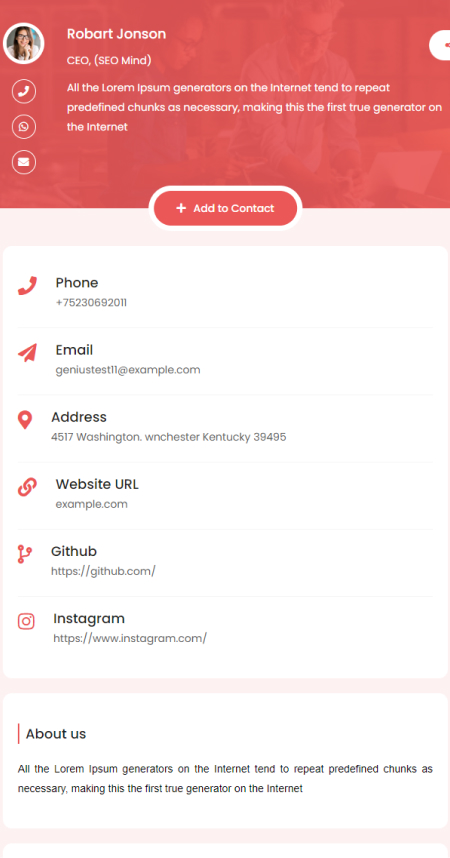 Robart Jonson
CEO, (SEO Mind)
All the Lorem Ipsum generators on the Internet tend to repeat
predefined chunks as necessary, making this the first true generator on
the Internet
Add to Contact
Phone
+75230692011
Email
geniustest11@example.com
Address
4517 Washington. wnchester Kentucky 39495
Website URL
example.com
Github
https://github.com/
Instagram
https://www.instagram.com/
About us
All the Lorem Ipsum generators on the Internet tend to repeat predefined chunks as
necessary, making this the first true generator on the Internet